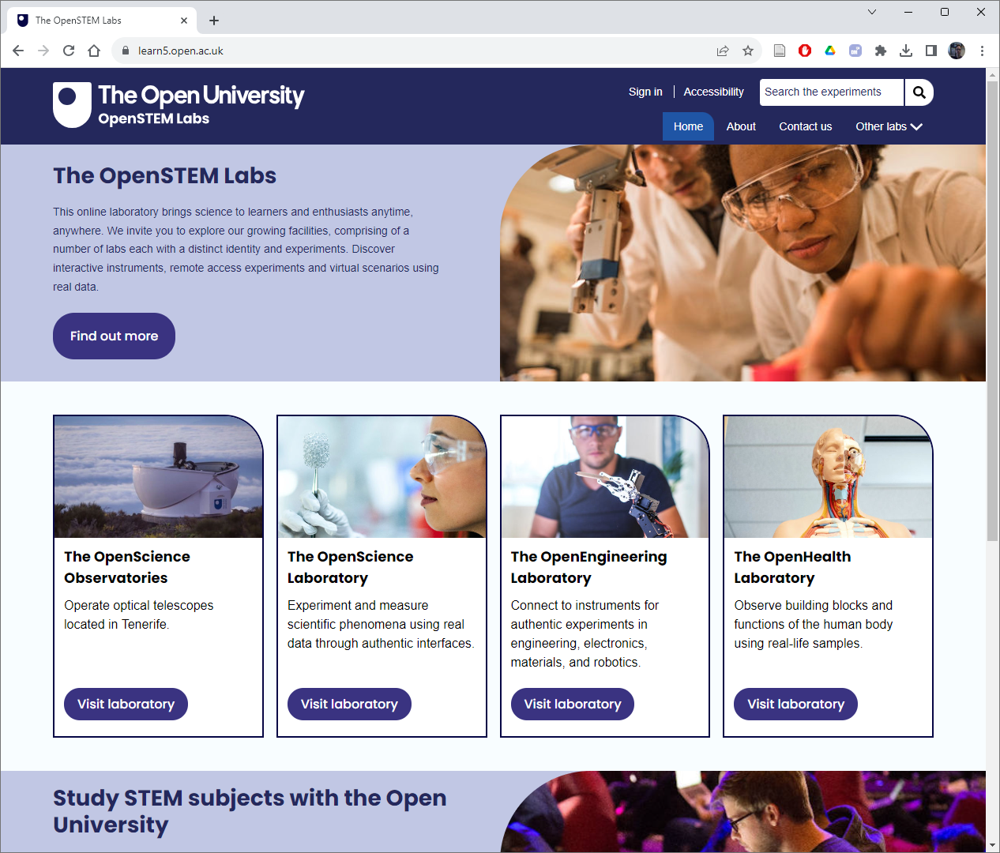 The OpenSTEM Labs
learn5.open.ac.uk
The Open University
OpenSTEM Labs
Sign in
Accessibility
Search the experiments
Home
About
Contact us
Other labs
The OpenSTEM Labs
This online laboratory brings science to learners and enthusiasts anytime,
anywhere. We invite you to explore our growing facilities, comprising of a
number of labs each with a distinct identity and experiments. Discover
interactive instruments, remote access experiments and virtual scenarios using
real data.
Find out more
The OpenScience
Observatories
Operate optical telescopes
located in Tenerife.
Visit laboratory
The OpenScience
Laboratory
Experiment and measure
scientific phenomena using real
data through authentic interfaces.
Visit laboratory
The OpenEngineering
Laboratory
Connect to instruments for
authentic experiments in
engineering, electronics,
materials, and robotics.
Visit laboratory
The OpenHealth
Laboratory
Observe building blocks and
functions of the human body
using real-life samples.
Visit laboratory
Study STEM subjects with the Open
University